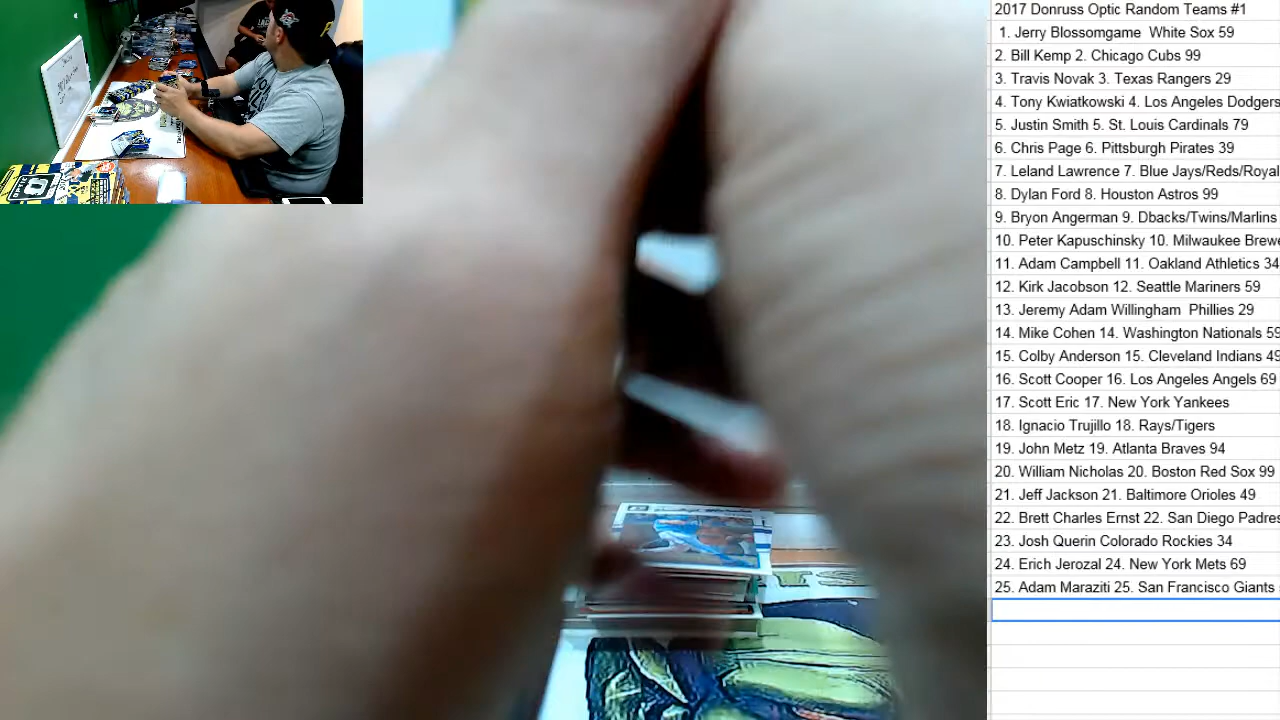 2017 Donruss Optic Random Teams #1
1. Jerry Blossomgame  White Sox 59
2. Bill Kemp 2. Chicago Cubs 99
3. Travis Novak 3. Texas Rangers 29
4. Tony Kwiatkowski 4. Los Angeles Dodgers
5. Justin Smith 5. St. Louis Cardinals 79
6. Chris Page 6. Pittsburgh Pirates 39
7. Leland Lawrence 7. Blue Jays/Reds/Royal
8. Dylan Ford 8. Houston Astros 99
9. Bryon Angerman 9. Dbacks/Twins/Marlins
10. Peter Kapuschinsky 10. Milwaukee Brewe
11. Adam Campbell 11. Oakland Athletics 34
12. Kirk Jacobson 12. Seattle Mariners 59
13. Jeremy Adam Willingham  Phillies 29
14. Mike Cohen 14. Washington Nationals 59
15. Colby Anderson 15. Cleveland Indians 49
16. Scott Cooper 16. Los Angeles Angels 69
17. Scott Eric 17. New York Yankees
18. Ignacio Trujillo 18. Rays/Tigers
19. John Metz 19. Atlanta Braves 94
20. William Nicholas 20. Boston Red Sox 99
21. Jeff Jackson 21. Baltimore Orioles 49
22. Brett Charles Ernst 22. San Diego Padres
23. Josh Querin Colorado Rockies 34
24. Erich Jerozal 24. New York Mets 69
25. Adam Maraziti 25. San Francisco Giants